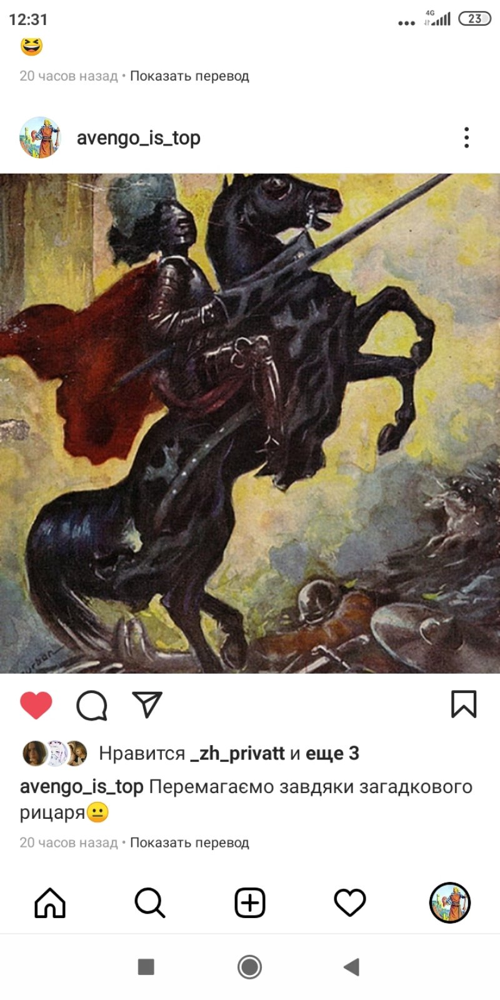 12:31
4G
23
20 часов назад • Показать перевод
avengo_is_top
Нравится _zh_privatt и еще 3
avengo_is_top Перемагаємо завдяки загадкового
рицаря
20 часов назад • Показать перевод